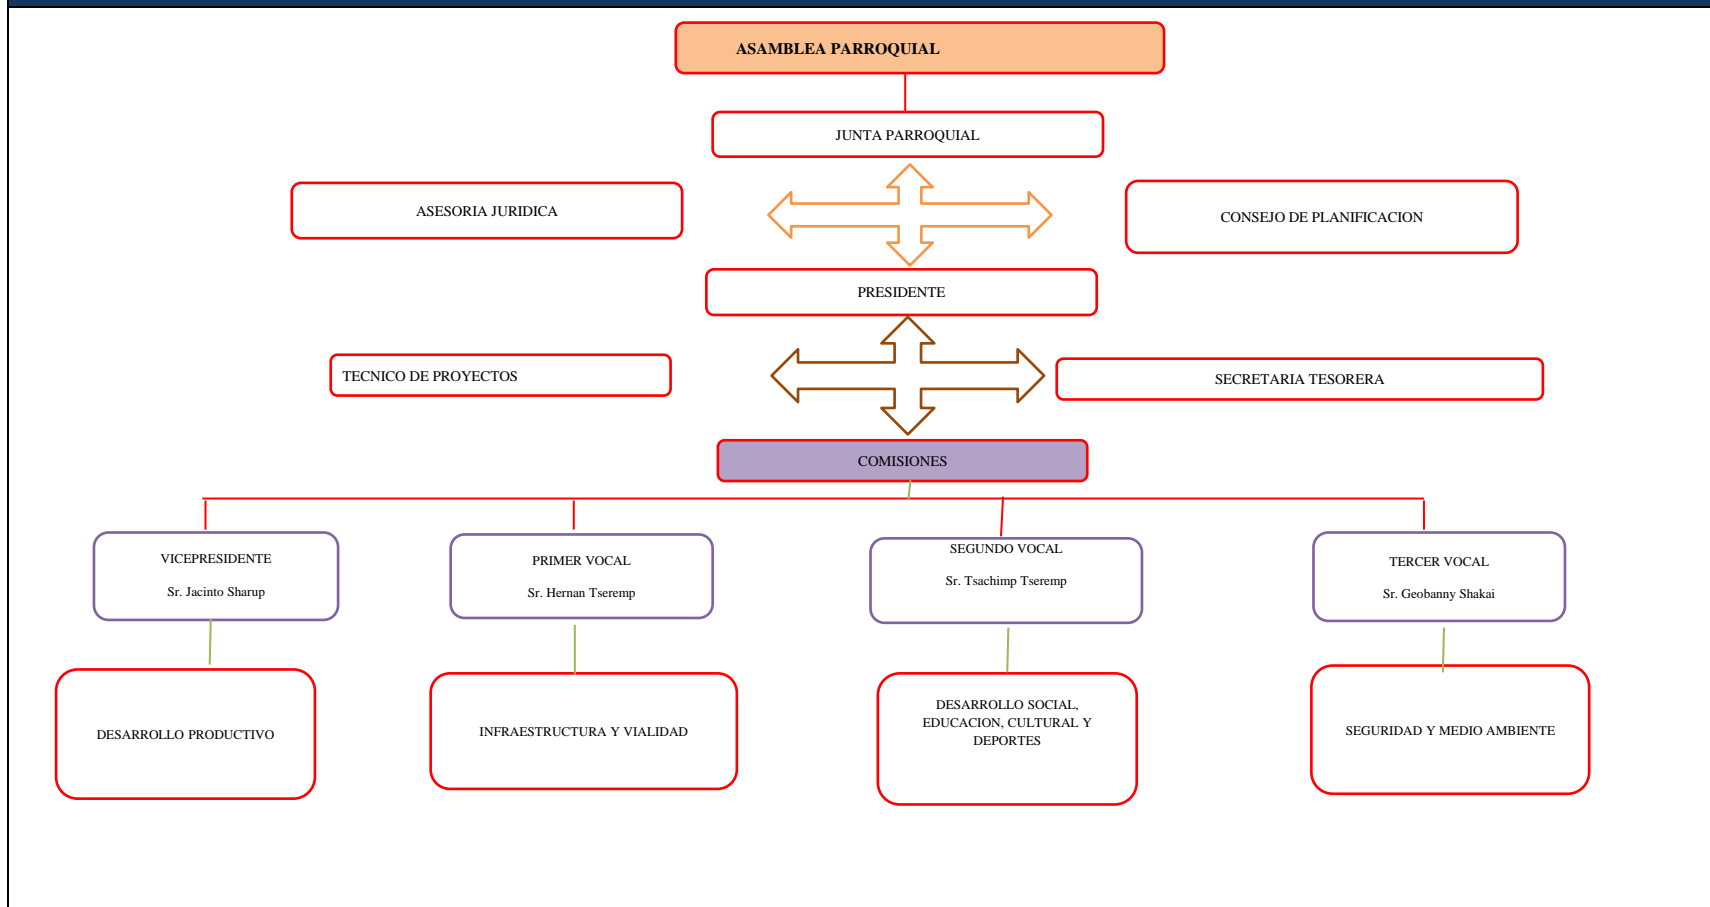 ASAMBLEA PARROQUIAL
JUNTA PARROQUIAL
ASESORIA JURIDICA
CONSEJO DE PLANIFICACION
PRESIDENTE
TECNICO DE PROYECTOS
SECRETARIA TESORERA
COMISIONES
VICEPRESIDENTE
Sr. Jacinto Sharup
PRIMER VOCAL
Sr. Hernan Tseremp
SEGUNDO VOCAL
Sr. Tsachimp Tseremp
TERCER VOCAL
Sr. Geobanny Shakai
DESARROLLO PRODUCTIVO
INFRAESTRUCTURA Y VIALIDAD
DESARROLLO SOCIAL,
EDUCACION, CULTURAL Y
DEPORTES
SEGURIDAD Y MEDIO AMBIENTE